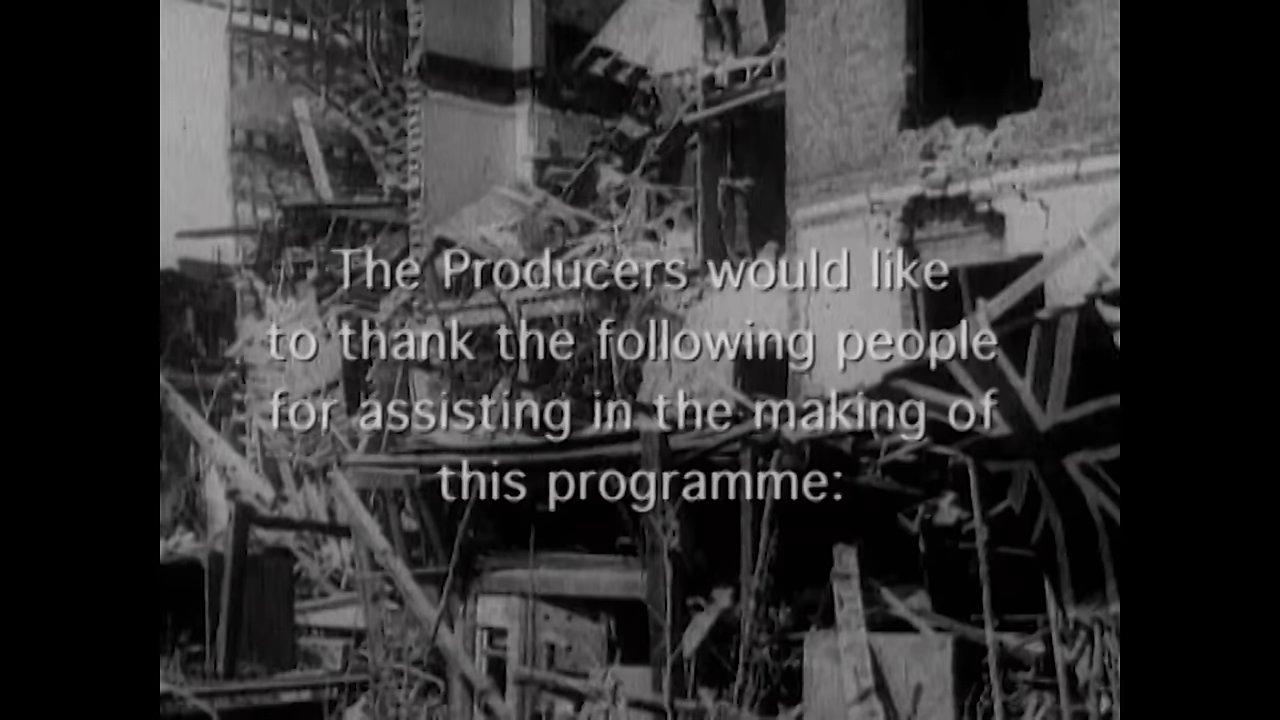 The Producers would like
to thank the following people
for assisting in the making of
this programme: